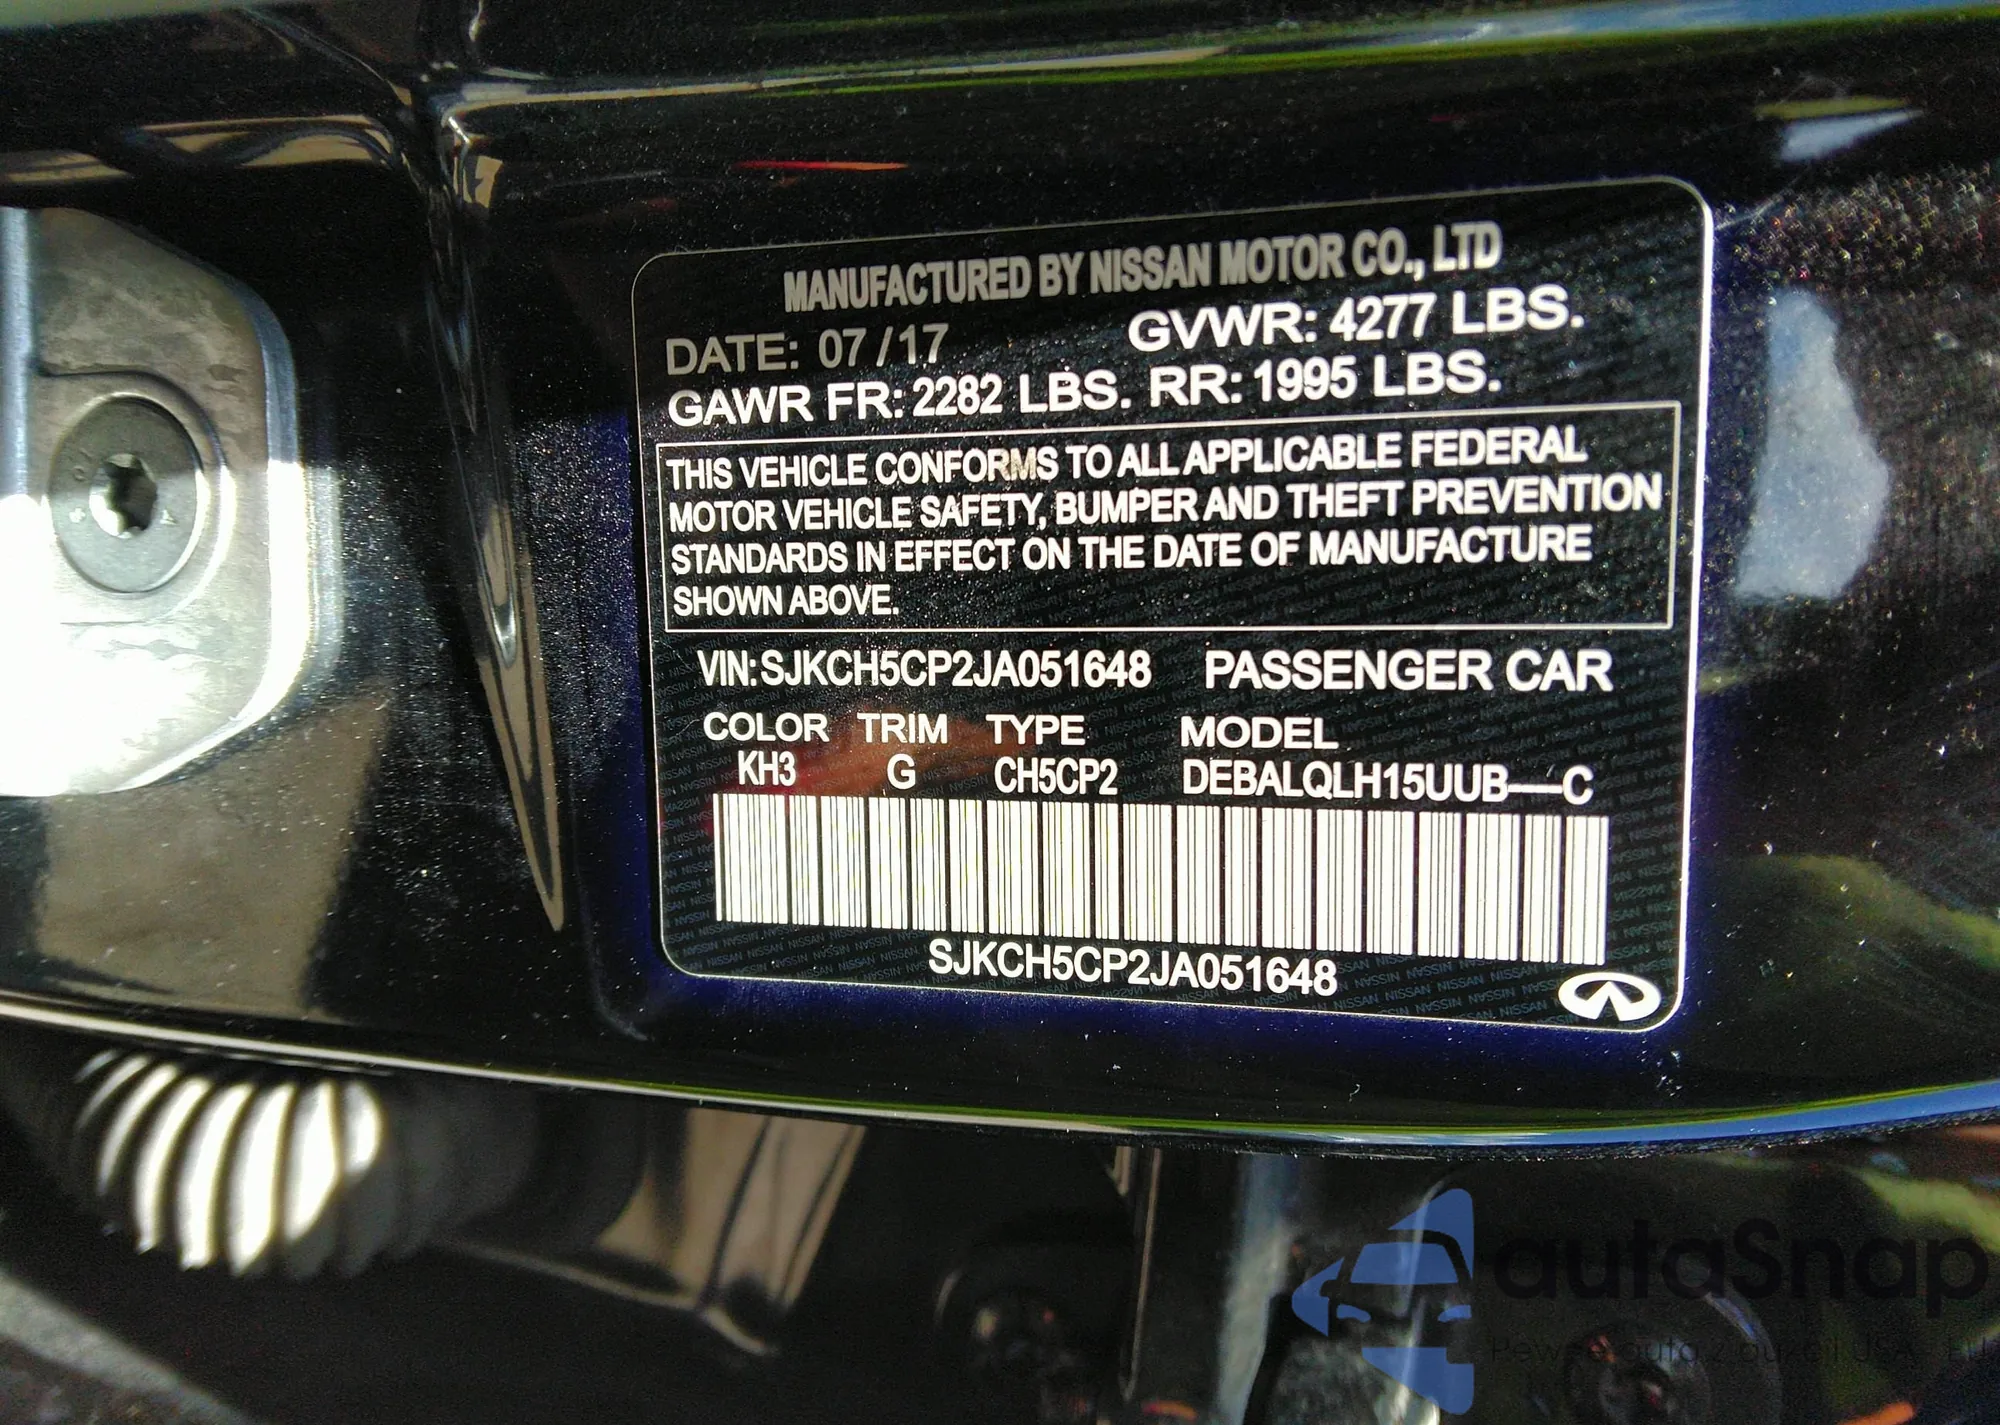 MANUFACTURED BY NISSAN MOTOR CO., LTD
DATE: 07/17 GVWR: 4277 LBS.
GAWR FR: 2282 LBS. RR: 1995 LBS.
THIS VEHICLE CONFORMS TO ALL APPLICABLE FEDERAL
MOTOR VEHICLE SAFETY, BUMPER AND THEFT PREVENTION
STANDARDS IN EFFECT ON THE DATE OF MANUFACTURE
SHOWN ABOVE.
VIN: SJKCH5CP2JA051648 PASSENGER CAR
COLOR TRIM TYPE MODEL
KH3 G CH5CP2 DEBALQLH15UUB—–C
SJKCH5CP2JA051648
autoSnap
auta z USA